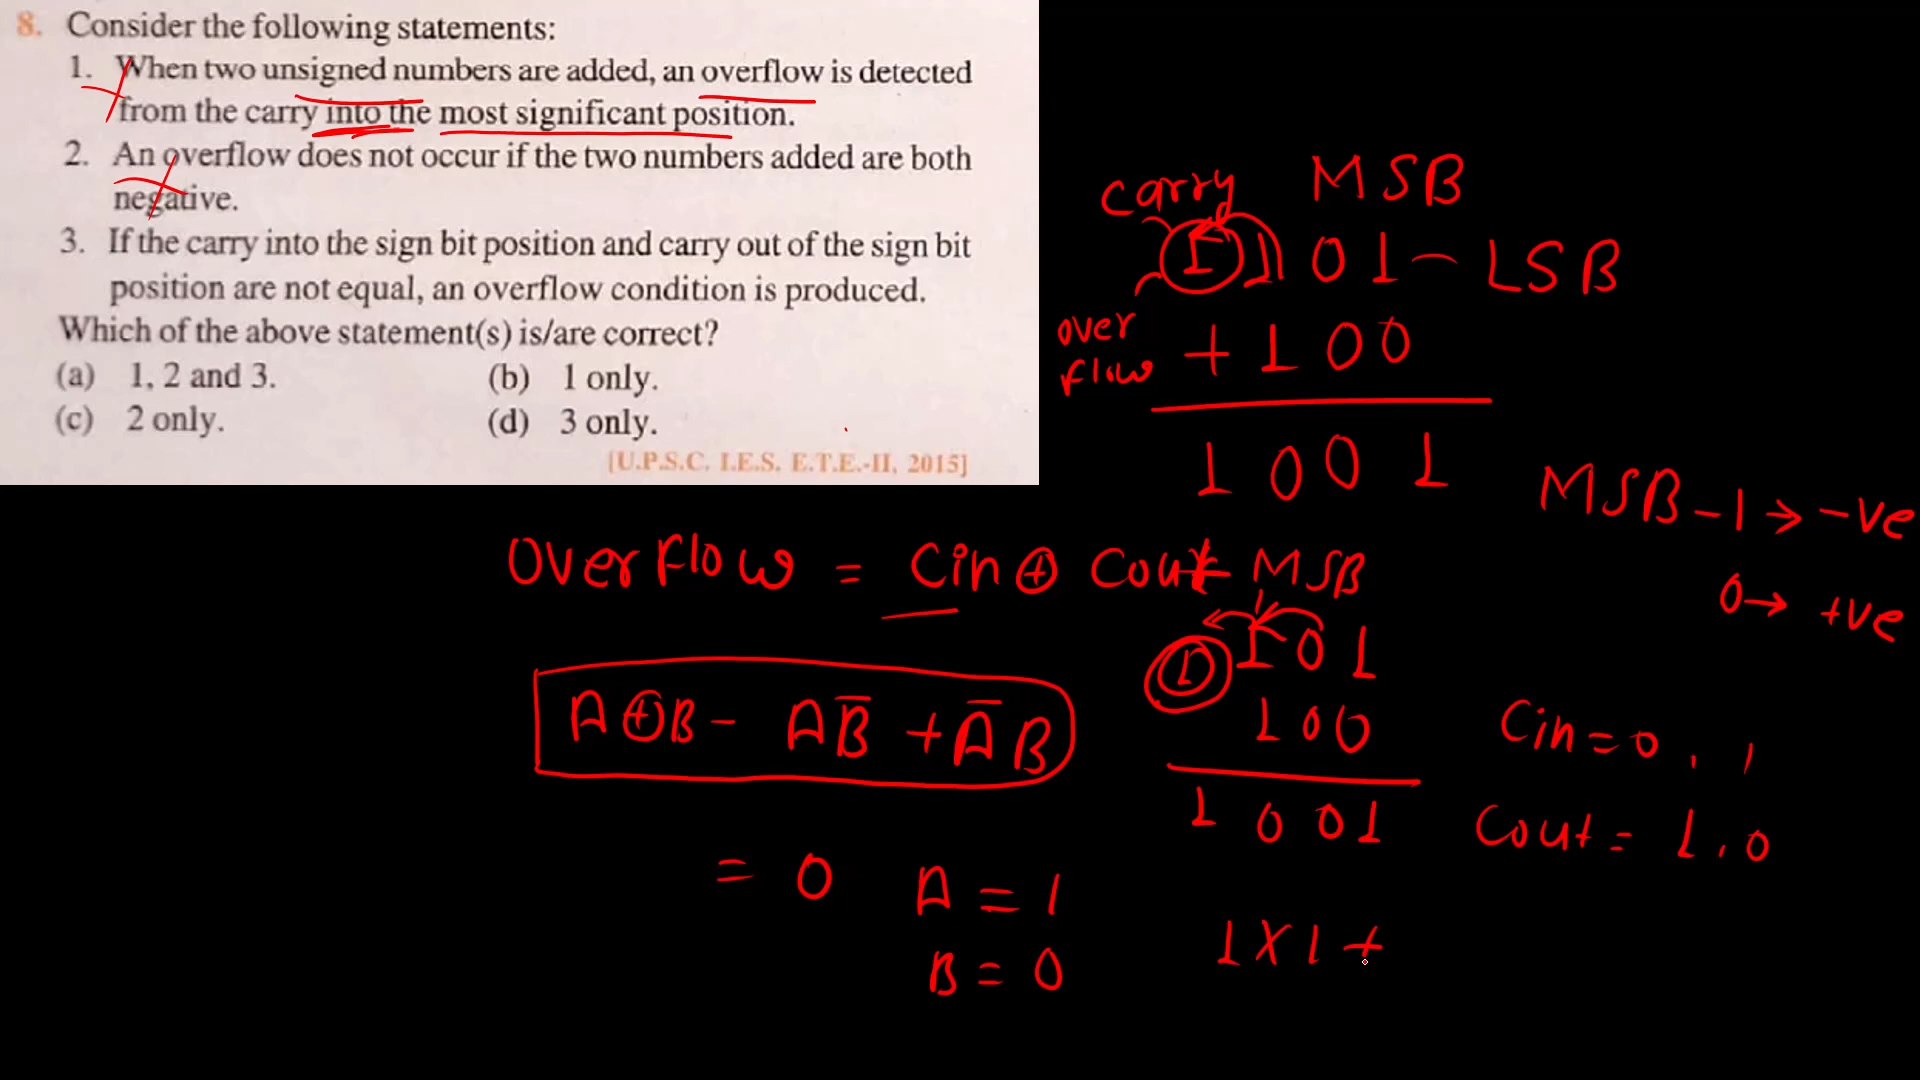 8. Consider the following statements:
1. When two unsigned numbers are added, an overflow is detected
from the carry into the most significant position.
2. An overflow does not occur if the two numbers added are both
negative.
3. If the carry into the sign bit position and carry out of the sign bit
position are not equal, an overflow condition is produced.
Which of the above statement(s) is/are correct?
(a) 1, 2 and 3. (b) 1 only.
(c) 2 only. (d) 3 only.
[U.P.S.C. I.E.S. E.T.E.-II, 2015]
carry MSB
1 1 0 1 - LSB
over
flow
+ 1 0 0
1 0 0 1
MSB - 1 → -ve
0 → +ve
Overflow = Cin ⊕ Cout MSB
1 1 0 1
1 0 0
1 0 0 1
Cin = 0, 1
Cout = 1, 0
A ⊕ B - A B̅ + A̅ B
= 0
A = 1
B = 0
1 X 1 +